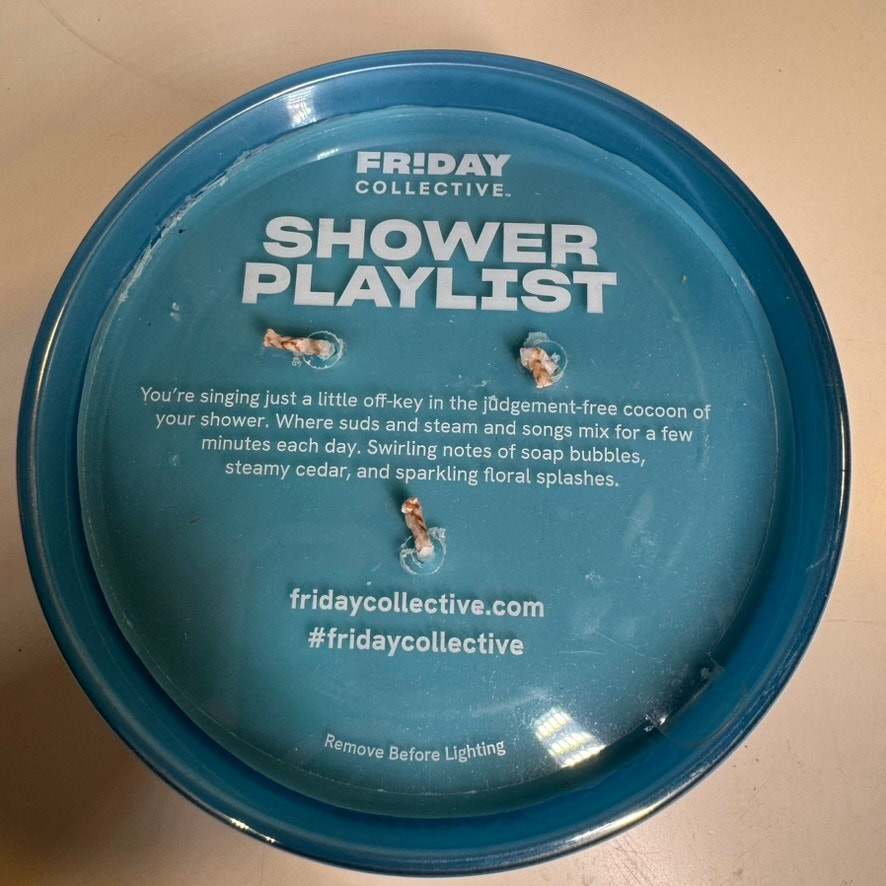 FR!DAY
COLLECTIVE™
SHOWER
PLAYLIST
You're singing just a little off-key in the judgement-free cocoon of
your shower. Where suds and steam and songs mix for a few
minutes each day. Swirling notes of soap bubbles,
steamy cedar, and sparkling floral splashes.
fridaycollective.com
#fridaycollective
Remove Before Lighting